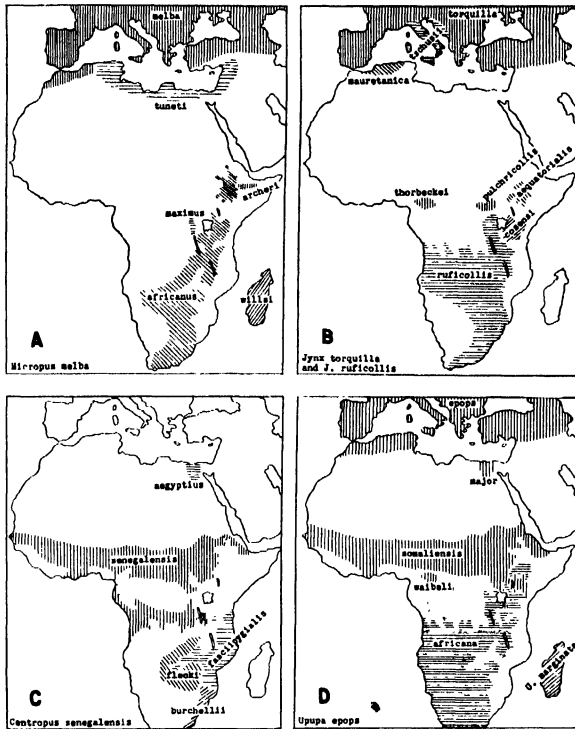 melba
tuneti
archeri
maximus
africanus
willsi
A
Micropus melba
torquilla
tschusii
mauretanica
pulchricollis
aequatorialis
thorbeckei
cosensi
ruficollis
B
Jynx torquilla
and J. ruficollis
aegyptius
senegalensis
fascipygialis
flecki
burchellii
C
Centropus senegalensis
epops
major
somaliensis
waibeli
africana
U. marginata
D
Upupa epops